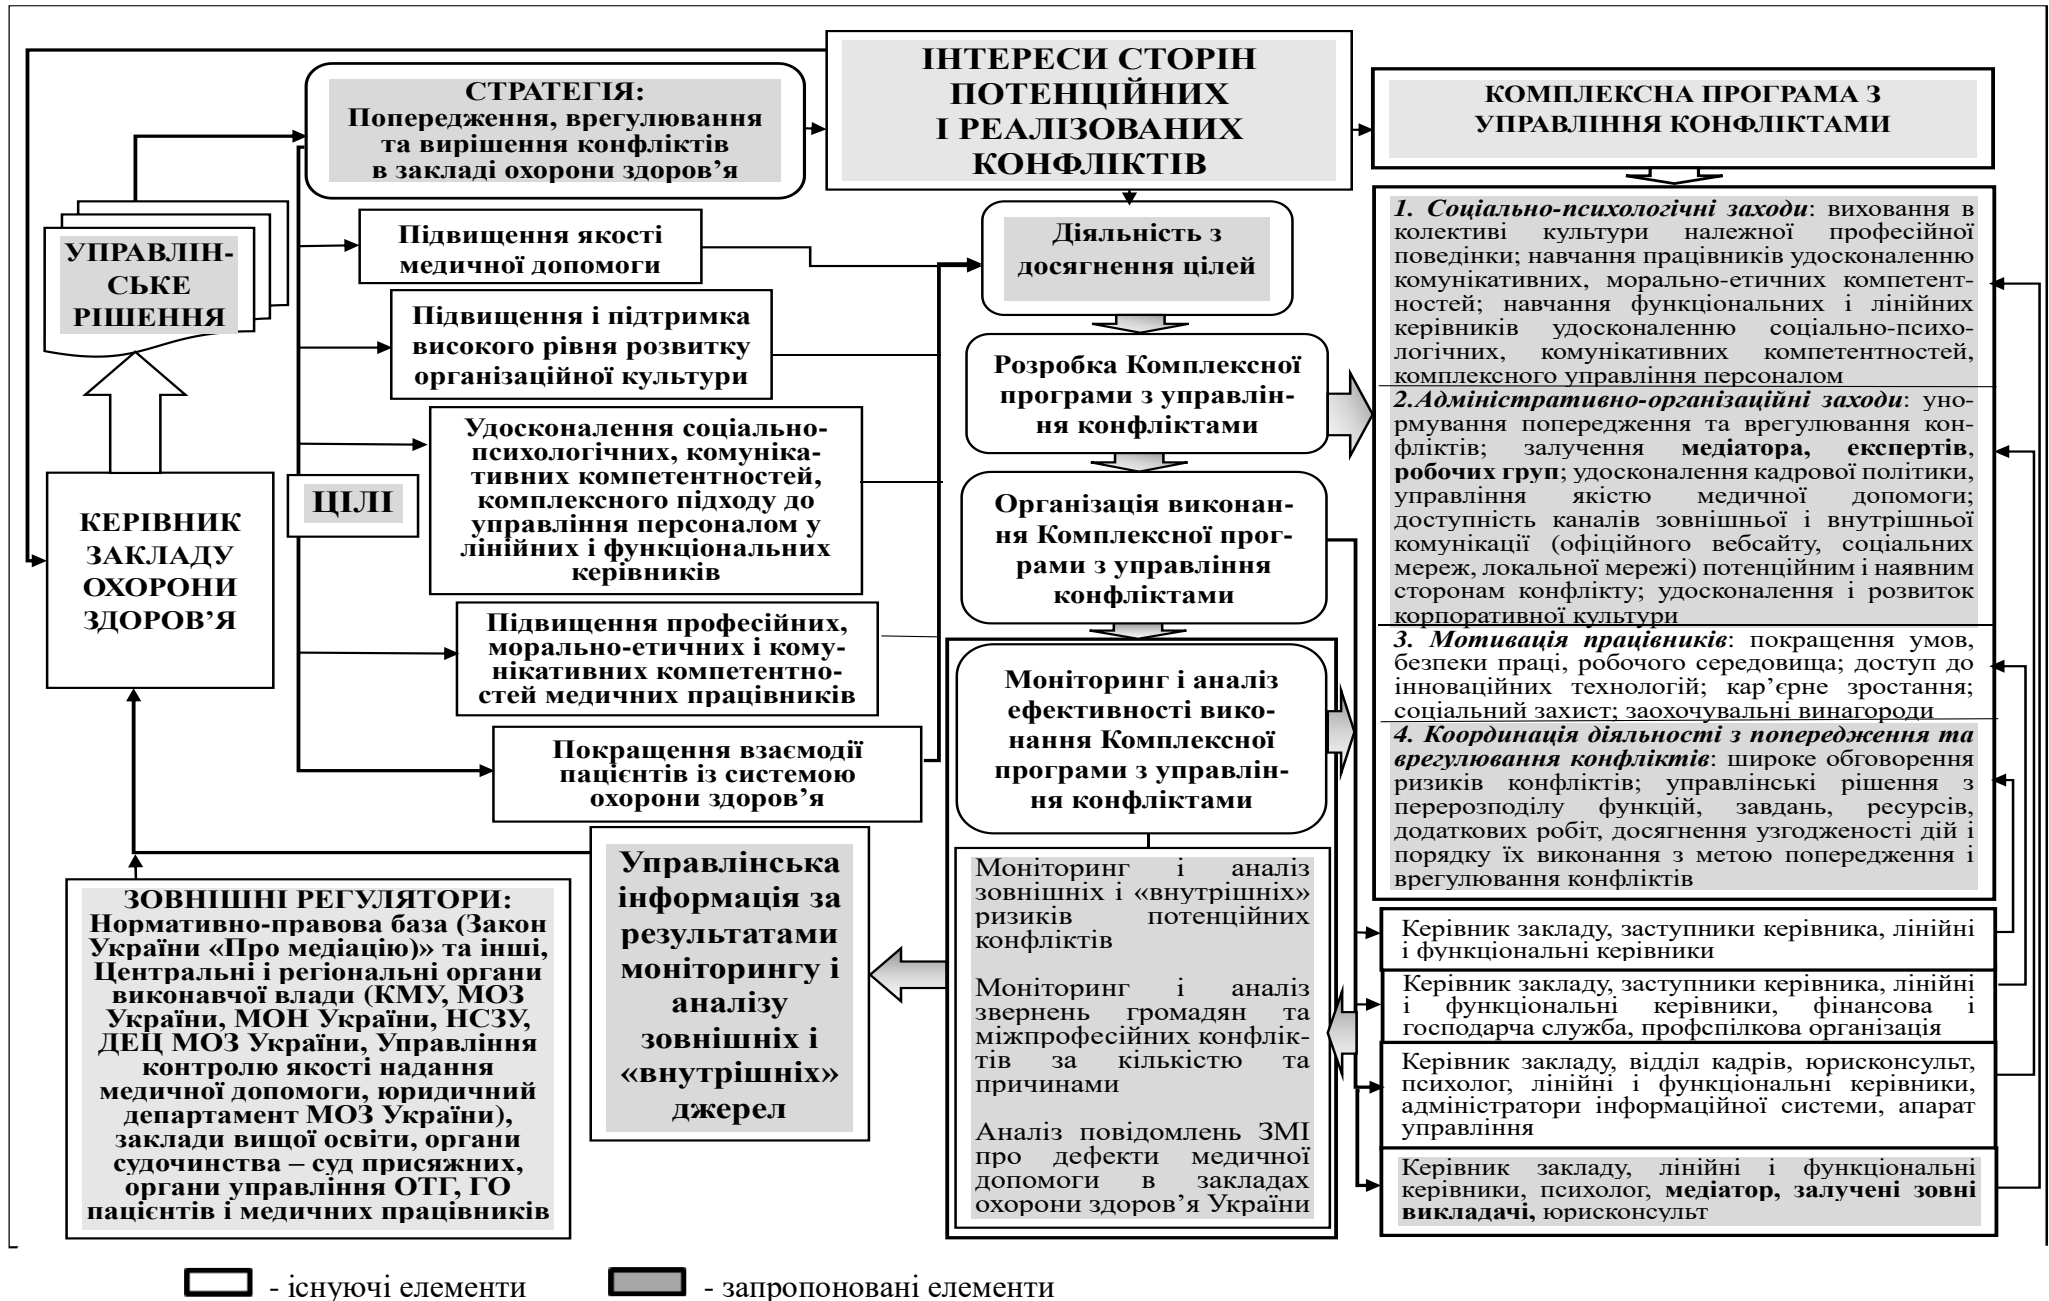 ІНТЕРЕСИ СТОРІН
ПОТЕНЦІЙНИХ
І РЕАЛІЗОВАНИХ
КОНФЛІКТІВ
СТРАТЕГІЯ:
Попередження, врегулювання
та вирішення конфліктів
в закладі охорони здоров’я
КОМПЛЕКСНА ПРОГРАМА З
УПРАВЛІННЯ КОНФЛІКТАМИ
УПРАВЛІН-
СЬКЕ
РІШЕННЯ
КЕРІВНИК
ЗАКЛАДУ
ОХОРОНИ
ЗДОРОВ’Я
ЦІЛІ
Підвищення якості
медичної допомоги
Підвищення і підтримка
високого рівня розвитку
організаційної культури
Удосконалення соціально-
психологічних, комуніка-
тивних компетентностей,
комплексного підходу до
управління персоналом у
лінійних і функціональних
керівників
Підвищення професійних,
морально-етичних і кому-
нікативних компетентно-
стей медичних працівників
Покращення взаємодії
пацієнтів із системою
охорони здоров’я
Діяльність з
досягнення цілей
Розробка Комплексної
програми з управлін-
ня конфліктами
Організація виконан-
ня Комплексної прог-
рами з управління
конфліктами
Моніторинг і аналіз
ефективності вико-
нання Комплексної
програми з управлін-
ня конфліктами
Моніторинг і аналіз
зовнішніх і «внутрішніх»
ризиків потенційних
конфліктів
Моніторинг і аналіз
звернень громадян та
міжпрофесійних конфлік-
тів за кількістю та
причинами
Аналіз повідомлень ЗМІ
про дефекти медичної
допомоги в закладах
охорони здоров’я України
Управлінська
інформація за
результатами
моніторингу і
аналізу
зовнішніх і
«внутрішніх»
джерел
ЗОВНІШНІ РЕГУЛЯТОРИ:
Нормативно-правова база (Закон
України «Про медіацію)» та інші,
Центральні і регіональні органи
виконавчої влади (КМУ, МОЗ
України, МОН України, НСЗУ,
ДЕЦ МОЗ України, Управління
контролю якості надання
медичної допомоги, юридичний
департамент МОЗ України),
заклади вищої освіти, органи
судочинства – суд присяжних,
органи управління ОТГ, ГО
пацієнтів і медичних працівників
1. Соціально-психологічні заходи: виховання в
колективі культури належної професійної
поведінки; навчання працівників удосконаленню
комунікативних, морально-етичних компетент-
ностей; навчання функціональних і лінійних
керівників удосконаленню соціально-психо-
логічних, комунікативних компетентностей,
комплексного управління персоналом
2.Адміністративно-організаційні заходи: уно-
рмування попередження та врегулювання кон-
фліктів; залучення медіатора, експертів,
робочих груп; удосконалення кадрової політики,
управління якістю медичної допомоги;
доступність каналів зовнішньої і внутрішньої
комунікації (офіційного вебсайту, соціальних
мереж, локальної мережі) потенційним і наявним
сторонам конфлікту; удосконалення і розвиток
корпоративної культури
3. Мотивація працівників: покращення умов,
безпеки праці, робочого середовища; доступ до
інноваційних технологій; кар’єрне зростання;
соціальний захист; заохочувальні винагороди
4. Координація діяльності з попередження та
врегулювання конфліктів: широке обговорення
ризиків конфліктів; управлінські рішення з
перерозподілу функцій, завдань, ресурсів,
додаткових робіт, досягнення узгодженості дій і
порядку їх виконання з метою попередження і
врегулювання конфліктів
Керівник закладу, заступники керівника, лінійні
і функціональні керівники
Керівник закладу, заступники керівника, лінійні
і функціональні керівники, фінансова і
господарча служба, профспілкова організація
Керівник закладу, відділ кадрів, юрисконсульт,
психолог, лінійні і функціональні керівники,
адміністратори інформаційної системи, апарат
управління
Керівник закладу, лінійні і функціональні
керівники, психолог, медіатор, залучені зовні
викладачі, юрисконсульт
- існуючі елементи
- запропоновані елементи